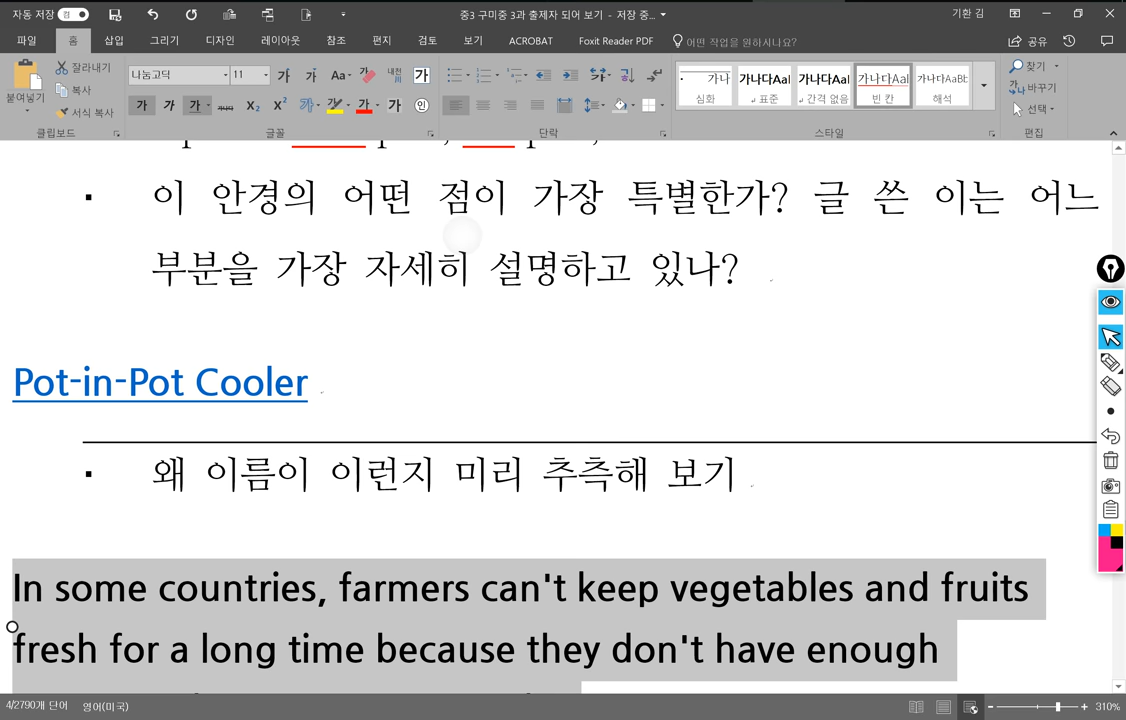 자동 저장 컴
중3 구미중 3과 출제자 되어 보기 - 저장 중...
기환 김
파일 홈 삽입 그리기 디자인 레이아웃 참조 편지 검토 보기 ACROBAT Foxit Reader PDF 어떤 작업을 원하시나요? 공유
붙여넣기
잘라내기
복사
서식 복사
클립보드
나눔고딕 11
글꼴
단락
심화
가나다AaI
↲ 표준
가나다AaI
↲ 간격 없음
가나다AaI
빈 칸
가나다AaBb
해석
스타일
찾기
바꾸기
선택
편집
이 안경의 어떤 점이 가장 특별한가? 글 쓴 이는 어느
부분을 가장 자세히 설명하고 있나?
Pot-in-Pot Cooler
왜 이름이 이런지 미리 추측해 보기
In some countries, farmers can't keep vegetables and fruits
fresh for a long time because they don't have enough
4/2790개 단어 영어(미국) 310%